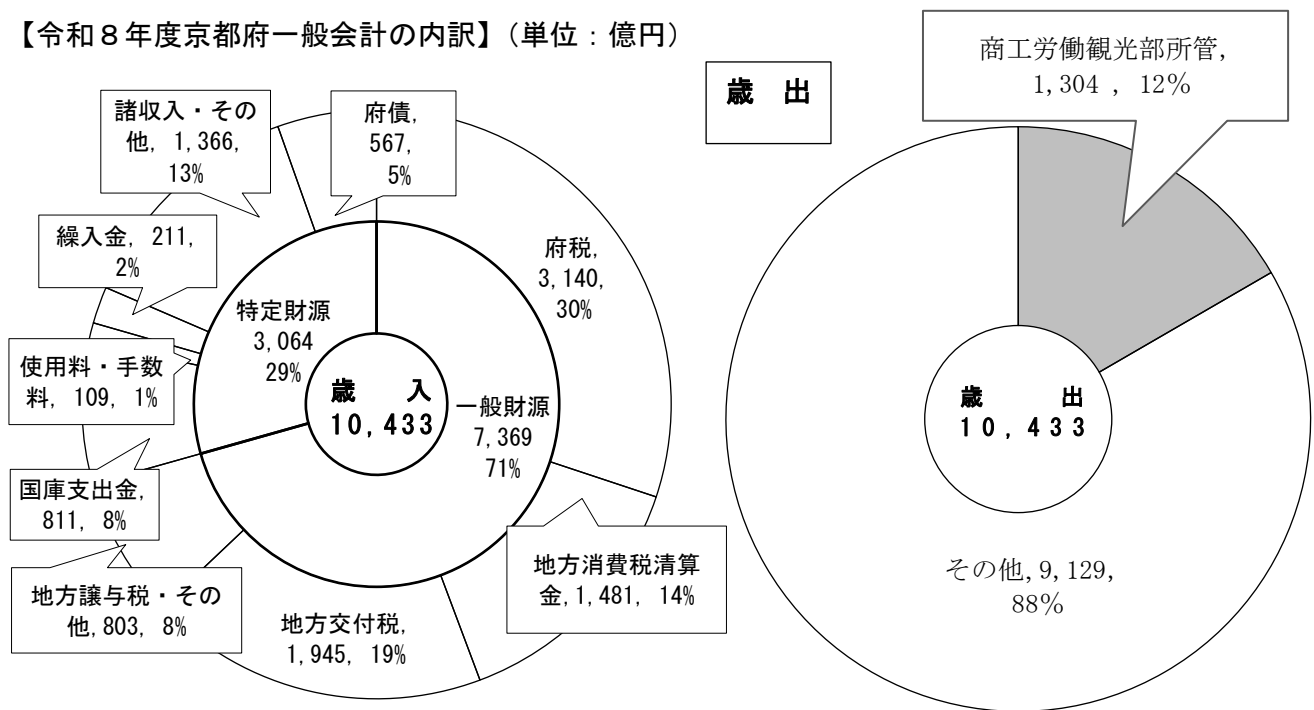 【令和８年度京都府一般会計の内訳】（単位：億円）
諸収入・その
他, 1,366,
13%
府債,
567,
5%
繰入金, 211,
2%
使用料・手数
料, 109, 1%
国庫支出金,
811, 8%
地方譲与税・その
他,803, 8%
地方交付税,
1,945, 19%
地方消費税清算
金,1,481, 14%
府税,
3,140,
30%
特定財源
3,064
29%
一般財源
7,369
71%
歳　入
10,433
歳　出
商工労働観光部所管,
1,304 , 12%
歳　出
10,433
その他,9,129,
88%